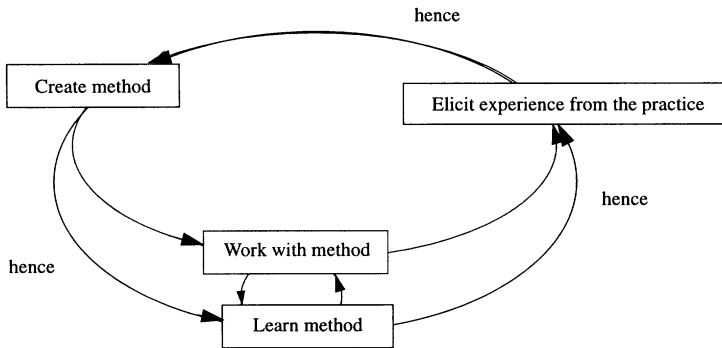 hence
Create method
Elicit experience from the practice
hence
Work with method
hence
Learn method